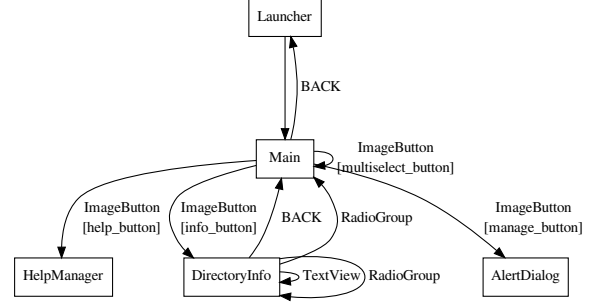 Launcher
BACK
Main
ImageButton
[multiselect_button]
ImageButton
[help_button]
ImageButton
[info_button]
BACK
RadioGroup
ImageButton
[manage_button]
HelpManager
DirectoryInfo
TextView
RadioGroup
AlertDialog